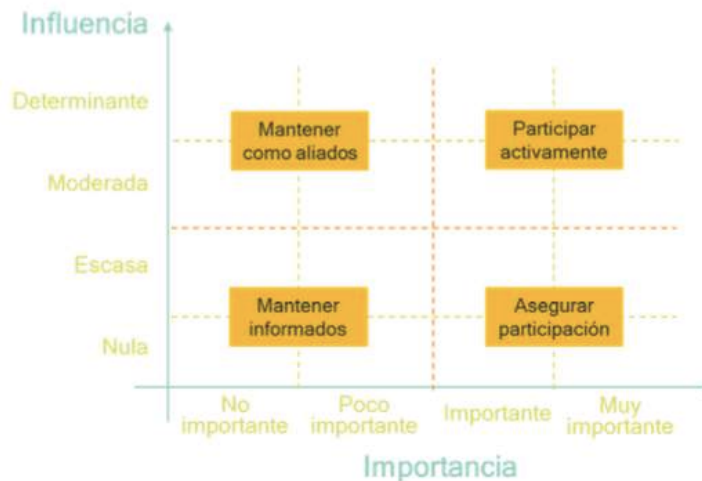 Influencia
Determinante
Mantener
como aliados
Participar
activamente
Moderada
Escasa
Mantener
informados
Asegurar
participación
Nula
No
importante
Poco
importante
Importante
Muy
importante
Importancia